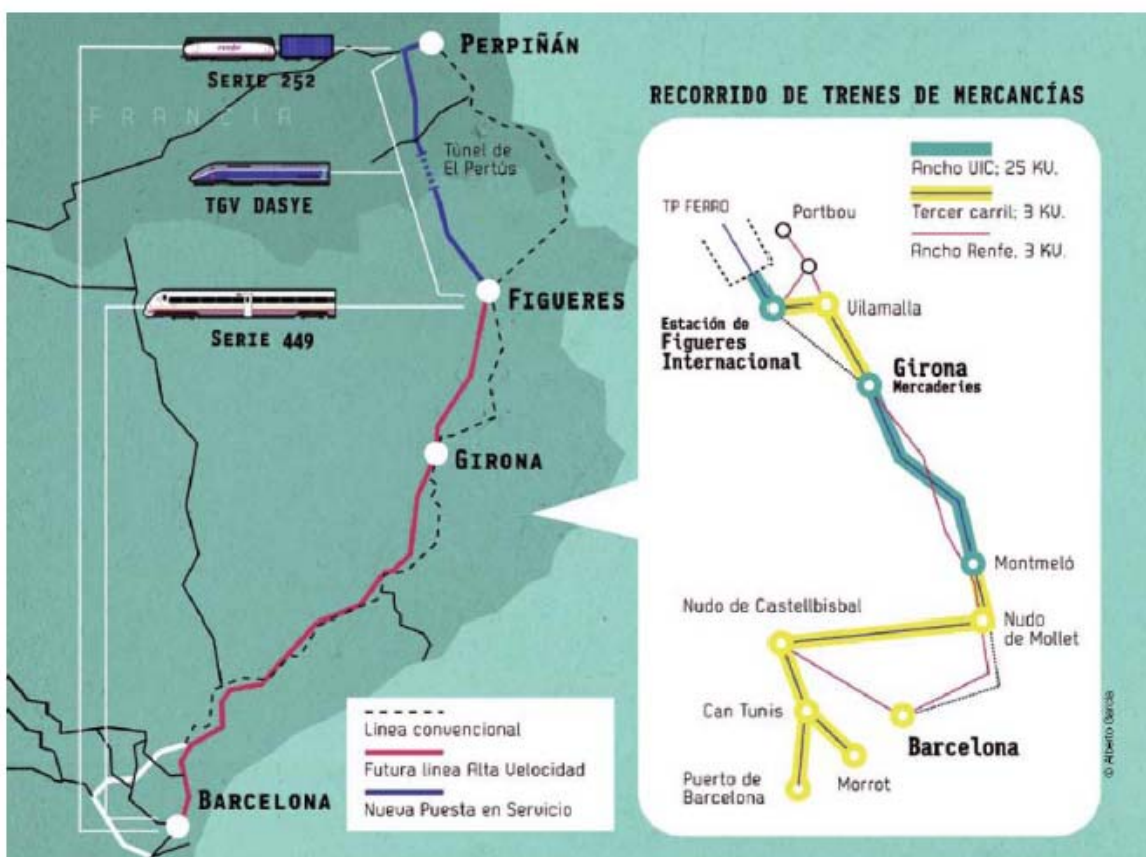 PERPIÑÁN
SERIE 252
FRANCIA
Túnel de
El Pertús
TGV DASYE
FIGUERES
SERIE 449
GIRONA
BARCELONA
Línea convencional
Futura línea Alta Velocidad
Nueva Puesta en Servicio
RECORRIDO DE TRENES DE MERCANCÍAS
Ancho UIC; 25 KV.
Tercer carril; 3 KV.
Ancho Renfe, 3 KV.
TP FERRO
Portbou
Vilamalla
Estación de
Figueres
Internacional
Girona
Mercaderies
Montmeló
Nudo de Castellbisbal
Nudo
de Mollet
Can Tunis
Barcelona
Puerto de
Barcelona
Morrot
© Alberto García